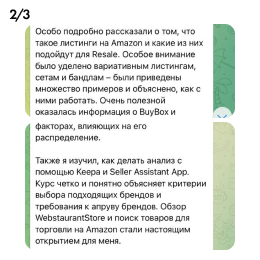 2/3
Особо подробно рассказали о том, что
такое листинги на Amazon и какие из них
подойдут для Resale. Особое внимание
было уделено вариативным листингам,
сетам и бандлам – были приведены
множество примеров и объяснено, как с
ними работать. Очень полезной
оказалась информация о BuyBox и
факторах, влияющих на его
распределение.
Также я изучил, как делать анализ с
помощью Keepa и Seller Assistant App.
Курс четко и понятно объясняет критерии
выбора подходящих брендов и
требования к апруву брендов. Обзор
WebstaurantStore и поиск товаров для
торговли на Amazon стали настоящим
открытием для меня.